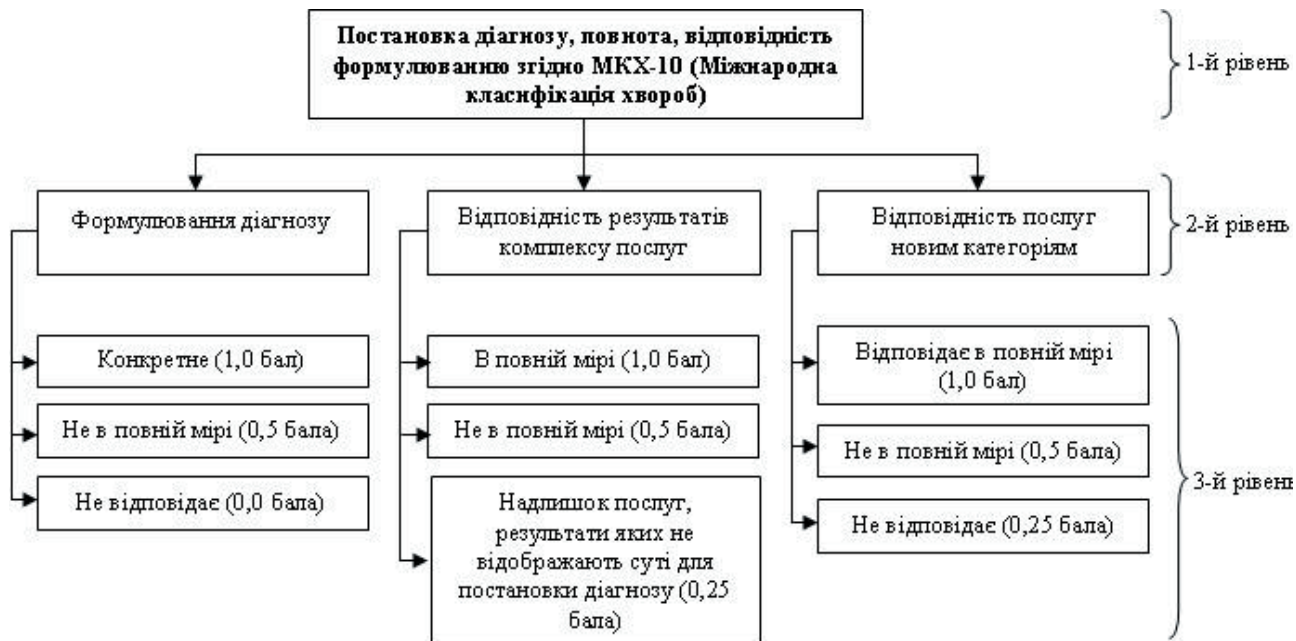 Постановка діагнозу, повнота, відповідність
формулюванню згідно МКХ-10 (Міжнародна
класифікація хвороб)
1-й рівень
Формулювання діагнозу
Відповідність результатів
комплексу послуг
Відповідність послуг
новим категоріям
2-й рівень
Конкретне (1,0 бал)
Не в повній мірі (0,5 бала)
Не відповідає (0,0 бала)
В повній мірі (1,0 бал)
Не в повній мірі (0,5 бала)
Надлишок послуг,
результати яких не
відображають суті для
постановки діагнозу (0,25
бала)
Відповідає в повній мірі
(1,0 бал)
Не в повній мірі (0,5 бала)
Не відповідає (0,25 бала)
3-й рівень